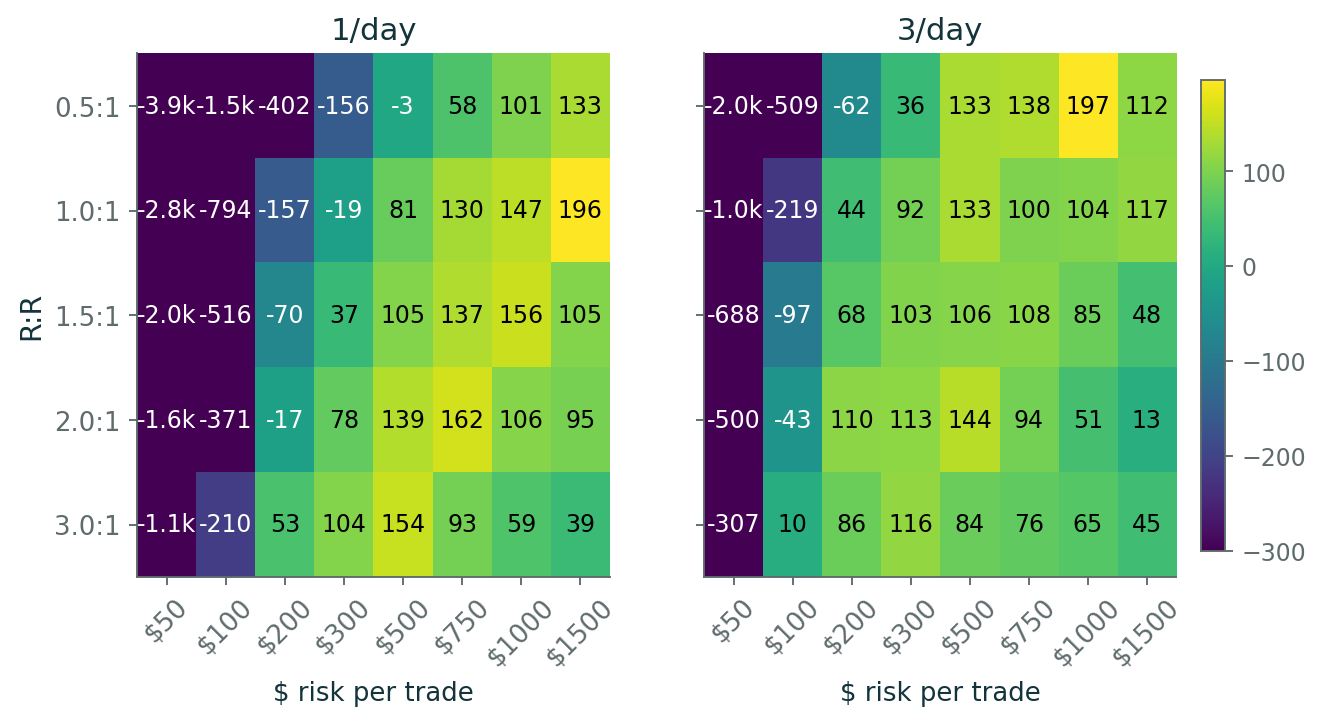 1/day
3/day
R:R
0.5:1 -3.9k -1.5k -402 -156 -3 58 101 133
1.0:1 -2.8k -794 -157 -19 81 130 147 196
1.5:1 -2.0k -516 -70 37 105 137 156 105
2.0:1 -1.6k -371 -17 78 139 162 106 95
3.0:1 -1.1k -210 53 104 154 93 59 39
$50 $100 $200 $300 $500 $750 $1000 $1500
$ risk per trade
-2.0k -509 -62 36 133 138 197 112
-1.0k -219 44 92 133 100 104 117
-688 -97 68 103 106 108 85 48
-500 -43 110 113 144 94 51 13
-307 10 86 116 84 76 65 45
$50 $100 $200 $300 $500 $750 $1000 $1500
$ risk per trade
100
0
−100
−200
−300